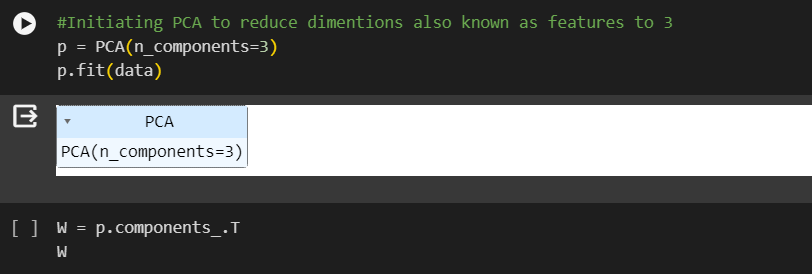 #Initiating PCA to reduce dimentions also known as features to 3
p = PCA(n_components=3)
p.fit(data)
PCA
PCA(n_components=3)
[ ] W = p.components_.T
W